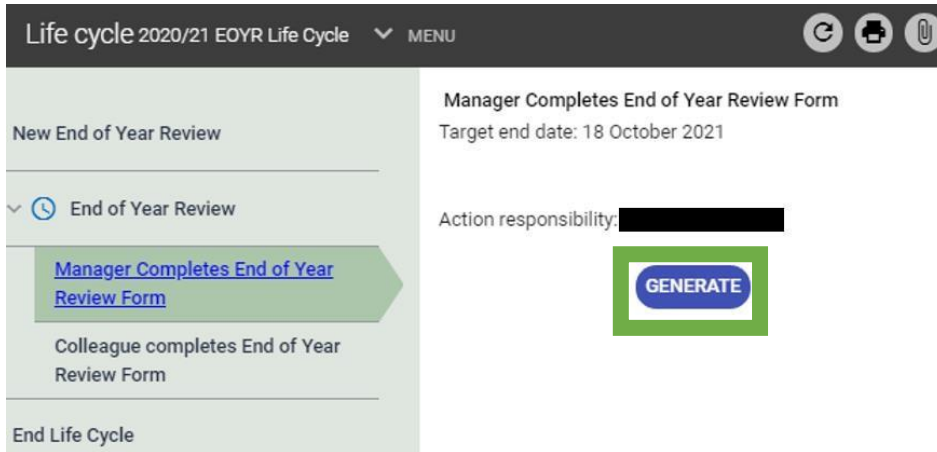 Life cycle 2020/21 EOYR Life Cycle MENU
New End of Year Review
End of Year Review
Manager Completes End of Year
Review Form
Colleague completes End of Year
Review Form
End Life Cycle
Manager Completes End of Year Review Form
Target end date: 18 October 2021
Action responsibility:
GENERATE